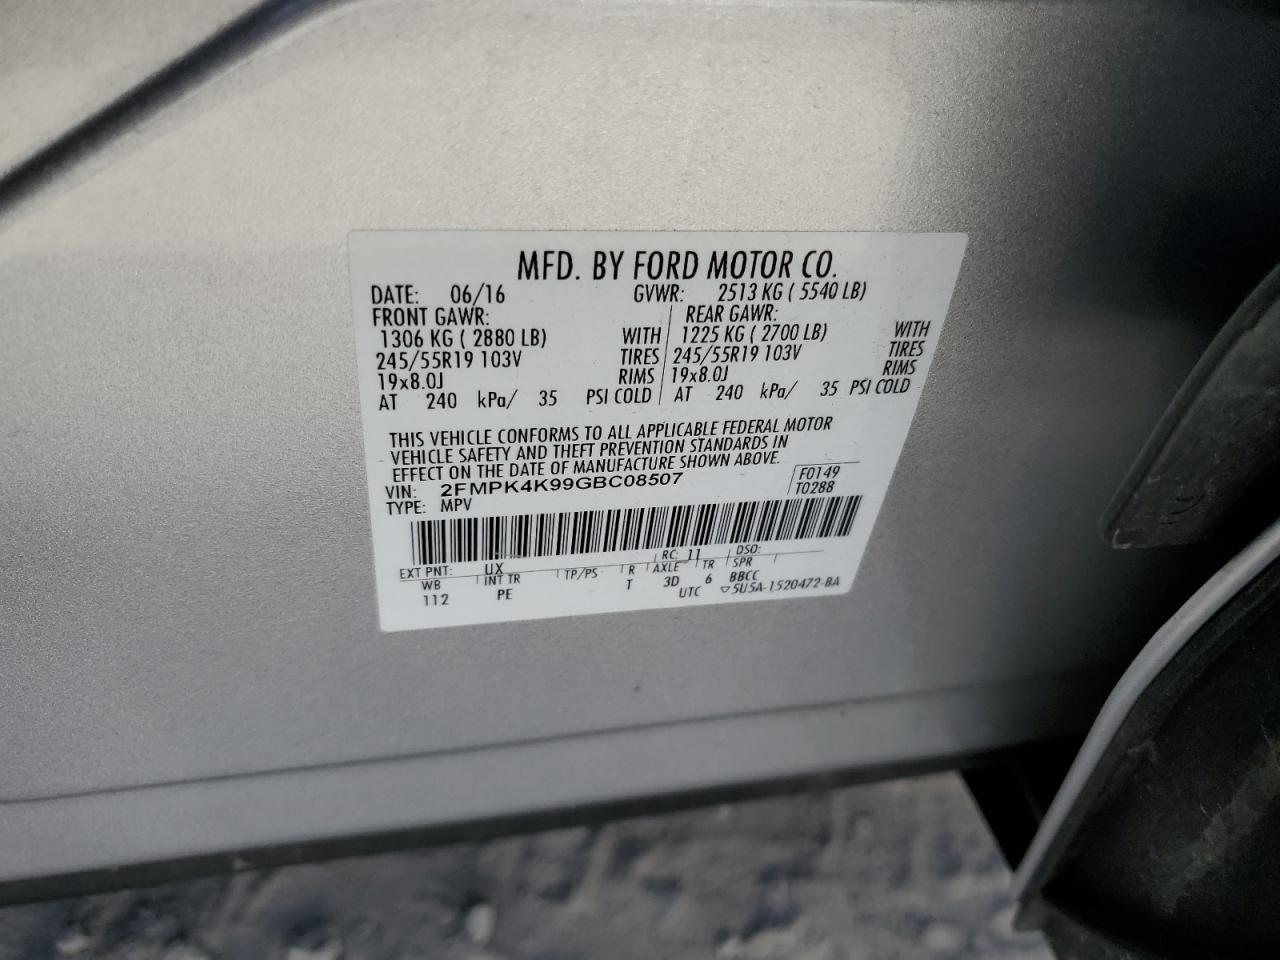 MFD. BY FORD MOTOR CO.
DATE: 06/16 GVWR: 2513 KG ( 5540 LB)
FRONT GAWR: REAR GAWR:
1306 KG ( 2880 LB) WITH 1225 KG ( 2700 LB) WITH
245/55R19 103V TIRES 245/55R19 103V TIRES
19x8.0J RIMS 19x8.0J RIMS
AT 240 kPa/ 35 PSI COLD AT 240 kPa/ 35 PSI COLD
THIS VEHICLE CONFORMS TO ALL APPLICABLE FEDERAL MOTOR
VEHICLE SAFETY AND THEFT PREVENTION STANDARDS IN
EFFECT ON THE DATE OF MANUFACTURE SHOWN ABOVE.
VIN: 2FMPK4K99GBC08507 F0149
TYPE: MPV T0288
EXT PNT: UX RC: 11 DSO:
WB INT TR TP/PS R AXLE TR SPR
112 PE T 3D 6 BBCC
UTC ▽5U5A-1520472-BA